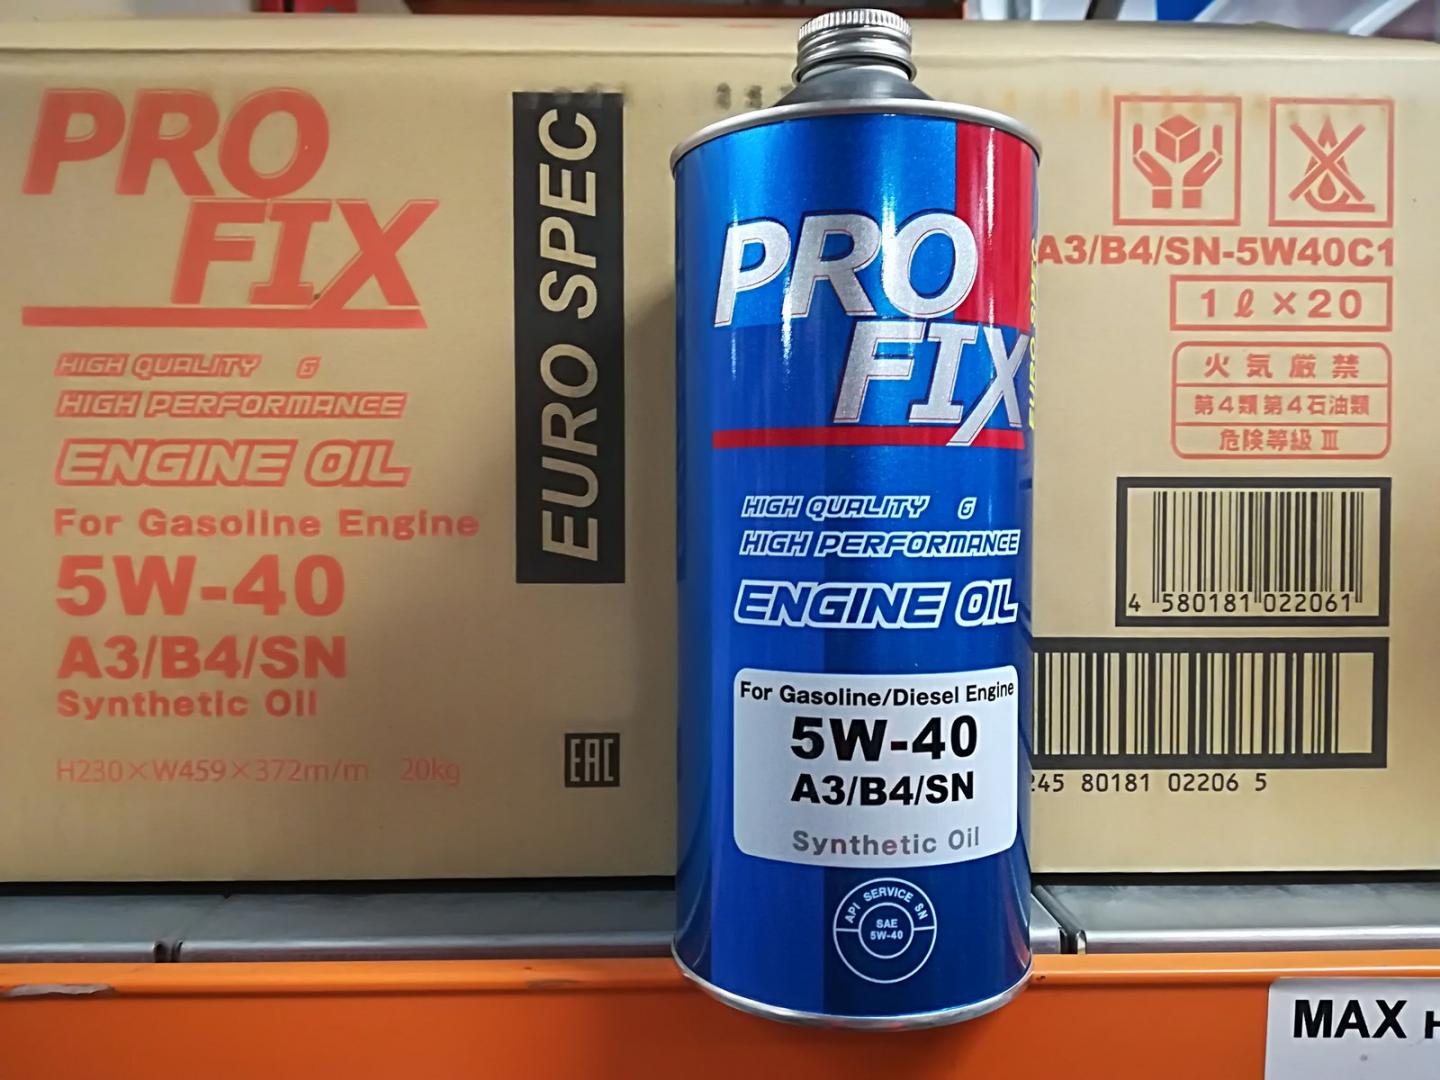 PRO
FIX
HIGH QUALITY &
HIGH PERFORMANCE
ENGINE OIL
For Gasoline Engine
5W-40
A3/B4/SN
Synthetic Oil
H230×W459×372m/m 20kg
EURO SPEC
EAC
PRO
FIX
EURO SPEC
HIGH QUALITY &
HIGH PERFORMANCE
ENGINE OIL
For Gasoline/Diesel Engine
5W-40
A3/B4/SN
Synthetic Oil
API SERVICE SN
SAE
5W-40
A3/B4/SN-5W40C1
1ℓ×20
火気厳禁
第4類第4石油類
危険等級Ⅲ
4 580181 022061
45 80181 02206 5
MAX